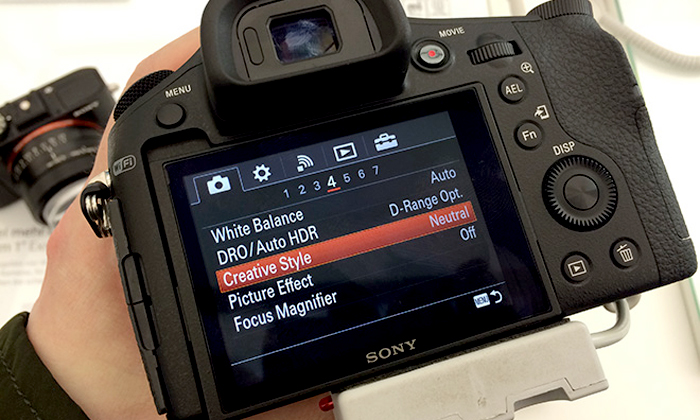 MOVIE
MENU
AEL
Fn
DISP
WiFi
1 2 3 4 5 6 7
White Balance Auto
DRO/Auto HDR D-Range Opt.
Creative Style Neutral
Picture Effect Off
Focus Magnifier
MENU
SONY